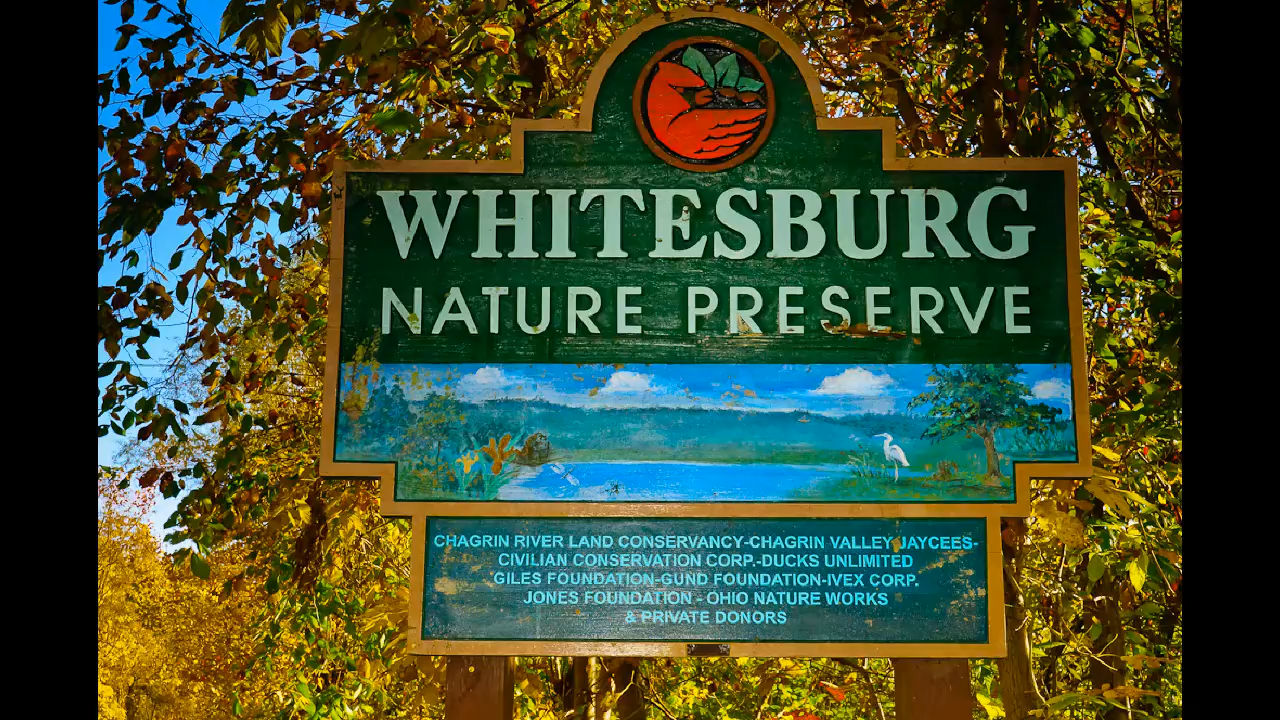 WHITESBURG
NATURE PRESERVE
CHAGRIN RIVER LAND CONSERVANCY-CHAGRIN VALLEY JAYCEES-
CIVILIAN CONSERVATION CORP.-DUCKS UNLIMITED
GILES FOUNDATION-GUND FOUNDATION-IVEX CORP.
JONES FOUNDATION - OHIO NATURE WORKS
& PRIVATE DONORS